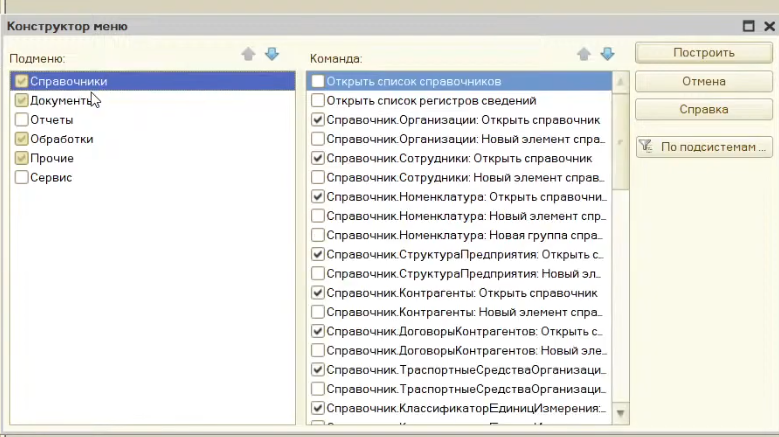 Конструктор меню
Подменю:
Справочники
Документы
Отчеты
Обработки
Прочие
Сервис
Команда:
Открыть список справочников
Открыть список регистров сведений
Справочник.Организации: Открыть справочник
Справочник.Организации: Новый элемент спра...
Справочник.Сотрудники: Открыть справочник
Справочник.Сотрудники: Новый элемент справ...
Справочник.Номенклатура: Открыть справочни...
Справочник.Номенклатура: Новый элемент спр...
Справочник.Номенклатура: Новая группа спра...
Справочник.СтруктураПредприятия: Открыть с...
Справочник.СтруктураПредприятия: Новый эл...
Справочник.Контрагенты: Открыть справочник
Справочник.Контрагенты: Новый элемент спра...
Справочник.ДоговорыКонтрагентов: Открыть с...
Справочник.ДоговорыКонтрагентов: Новый эле...
Справочник.ТраспортныеСредстваОрганизаци...
Справочник.ТраспортныеСредстваОрганизаци...
Справочник.КлассификаторЕдиницИзмерения:...
Построить
Отмена
Справка
По подсистемам ...